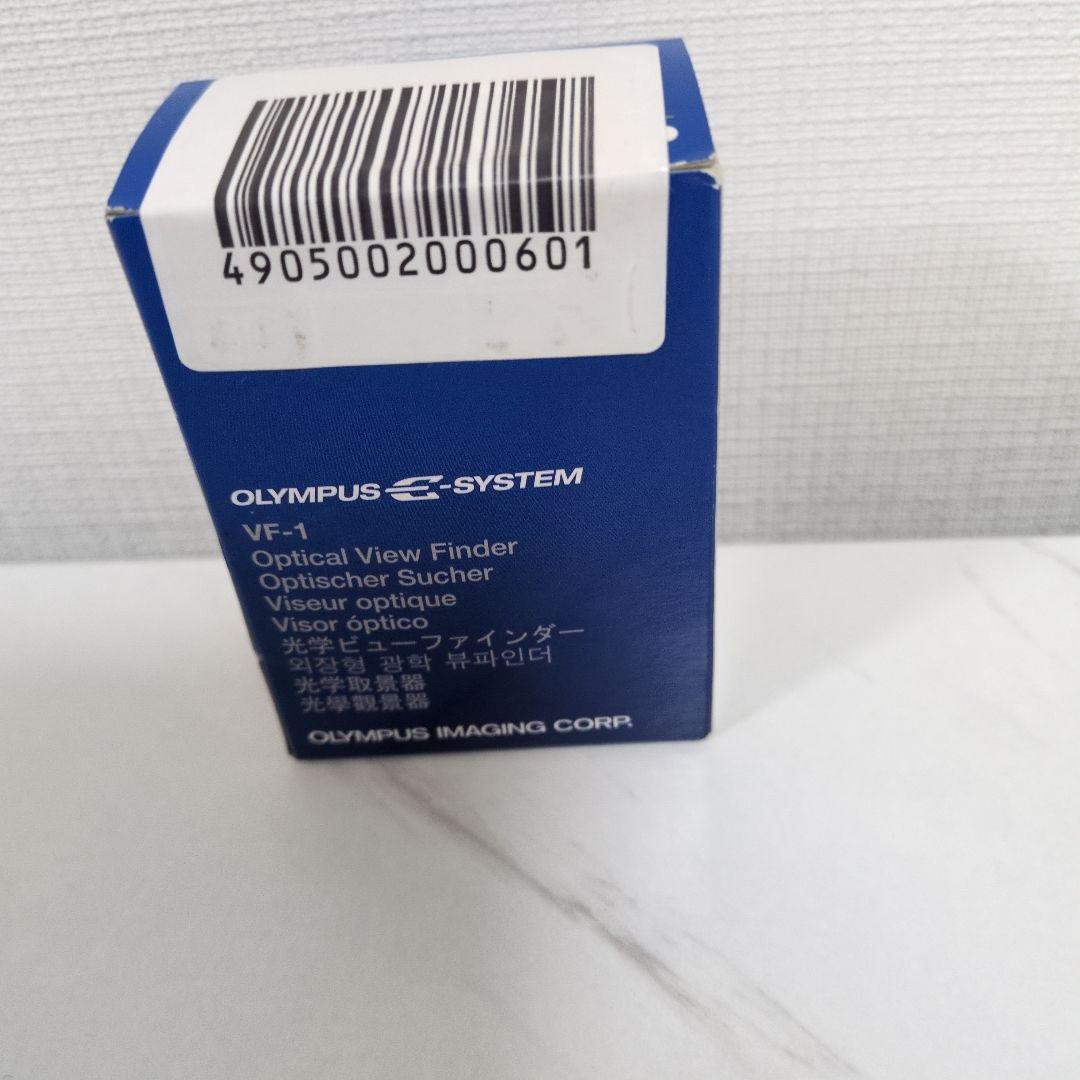 4905002000601
OLYMPUS E-SYSTEM
VF-1
Optical View Finder
Optischer Sucher
Viseur optique
Visor óptico
光学ビューファインダー
외장형 광학 뷰파인더
光学取景器
光學觀景器
OLYMPUS IMAGING CORP.